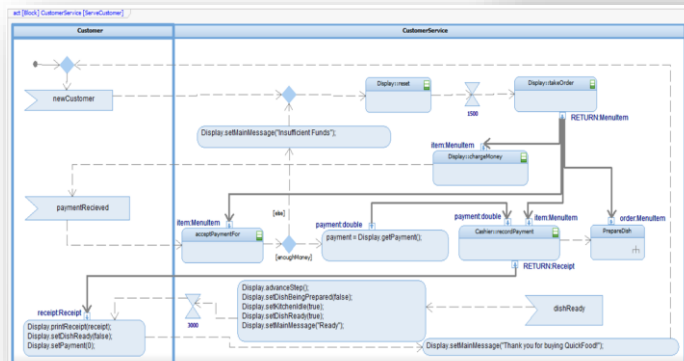 act [Block] CustomerService [ServeCustomer]
Customer
CustomerService
newCustomer
Display::reset
1500
Display::takeOrder
RETURN:MenuItem
Display.setMainMessage("Insufficient Funds");
item:MenuItem
Display::chargeMoney
paymentRecieved
item:MenuItem
acceptPaymentFor
[else]
[enoughMoney]
payment:double
payment = Display.getPayment();
payment:double
item:MenuItem
Cashier::recordPayment
RETURN:Receipt
order:MenuItem
PrepareDish
receipt:Receipt
Display.printReceipt(receipt);
Display.setDishReady(false);
Display.setPayment(0);
3000
Display.advanceStep();
Display.setDishBeingPrepared(false);
Display.setKitchenIdle(true);
Display.setDishReady(true);
Display.setMainMessage("Ready");
dishReady
Display.setMainMessage("Thank you for buying QuickFood!");